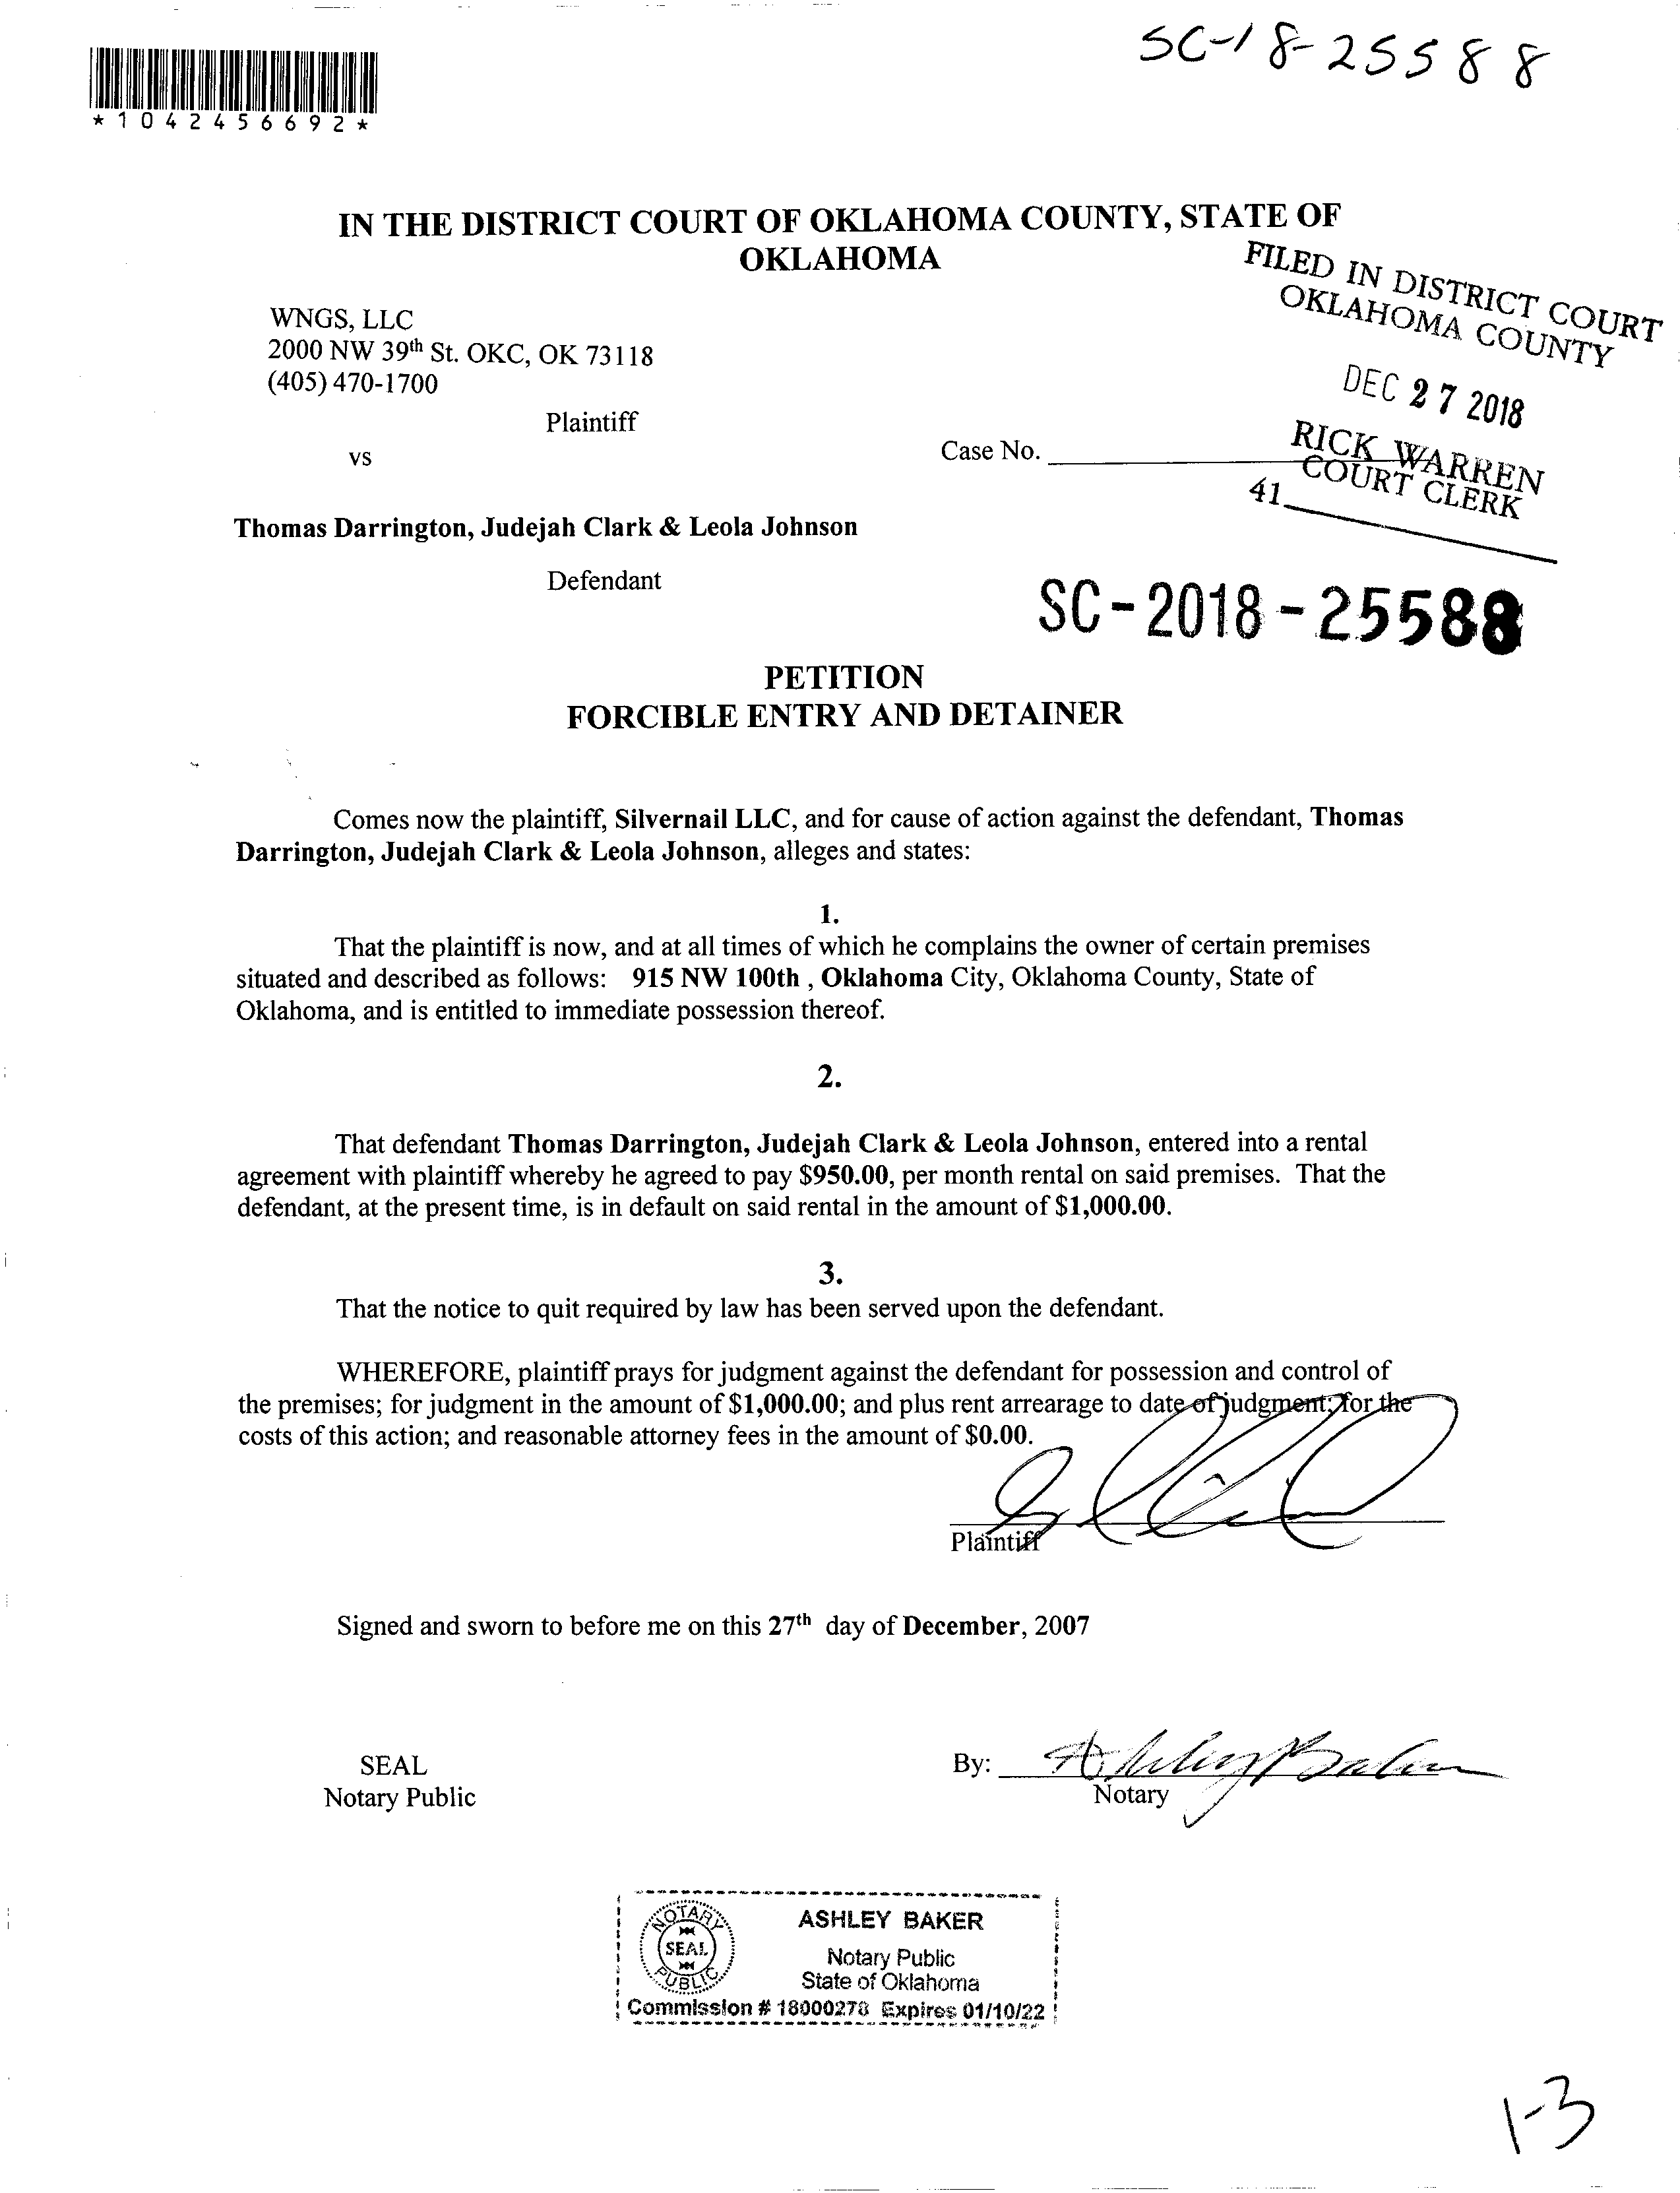 SC-18-25588
*1042456692*
IN THE DISTRICT COURT OF OKLAHOMA COUNTY, STATE OF
OKLAHOMA
FILED IN DISTRICT COURT
OKLAHOMA COUNTY
WNGS, LLC
2000 NW 39th St. OKC, OK 73118
(405) 470-1700
DEC 27 2018
Plaintiff
RICK WARREN
COURT CLERK
vs
Case No.
41
Thomas Darrington, Judejah Clark & Leola Johnson
Defendant
SC-2018-25588
PETITION
FORCIBLE ENTRY AND DETAINER
Comes now the plaintiff, Silvernail LLC, and for cause of action against the defendant, Thomas
Darrington, Judejah Clark & Leola Johnson, alleges and states:
1.
That the plaintiff is now, and at all times of which he complains the owner of certain premises
situated and described as follows: 915 NW 100th , Oklahoma City, Oklahoma County, State of
Oklahoma, and is entitled to immediate possession thereof.
2.
That defendant Thomas Darrington, Judejah Clark & Leola Johnson, entered into a rental
agreement with plaintiff whereby he agreed to pay $950.00, per month rental on said premises. That the
defendant, at the present time, is in default on said rental in the amount of $1,000.00.
3.
That the notice to quit required by law has been served upon the defendant.
WHEREFORE, plaintiff prays for judgment against the defendant for possession and control of
the premises; for judgment in the amount of $1,000.00; and plus rent arrearage to date of judgment; for the
costs of this action; and reasonable attorney fees in the amount of $0.00.
Plaintiff
Signed and sworn to before me on this 27th day of December, 2007
SEAL
Notary Public
By: Ashley Baker
Notary
NOTARY
SEAL
PUBLIC
ASHLEY BAKER
Notary Public
State of Oklahoma
Commission # 18000278 Expires 01/10/22
1-3